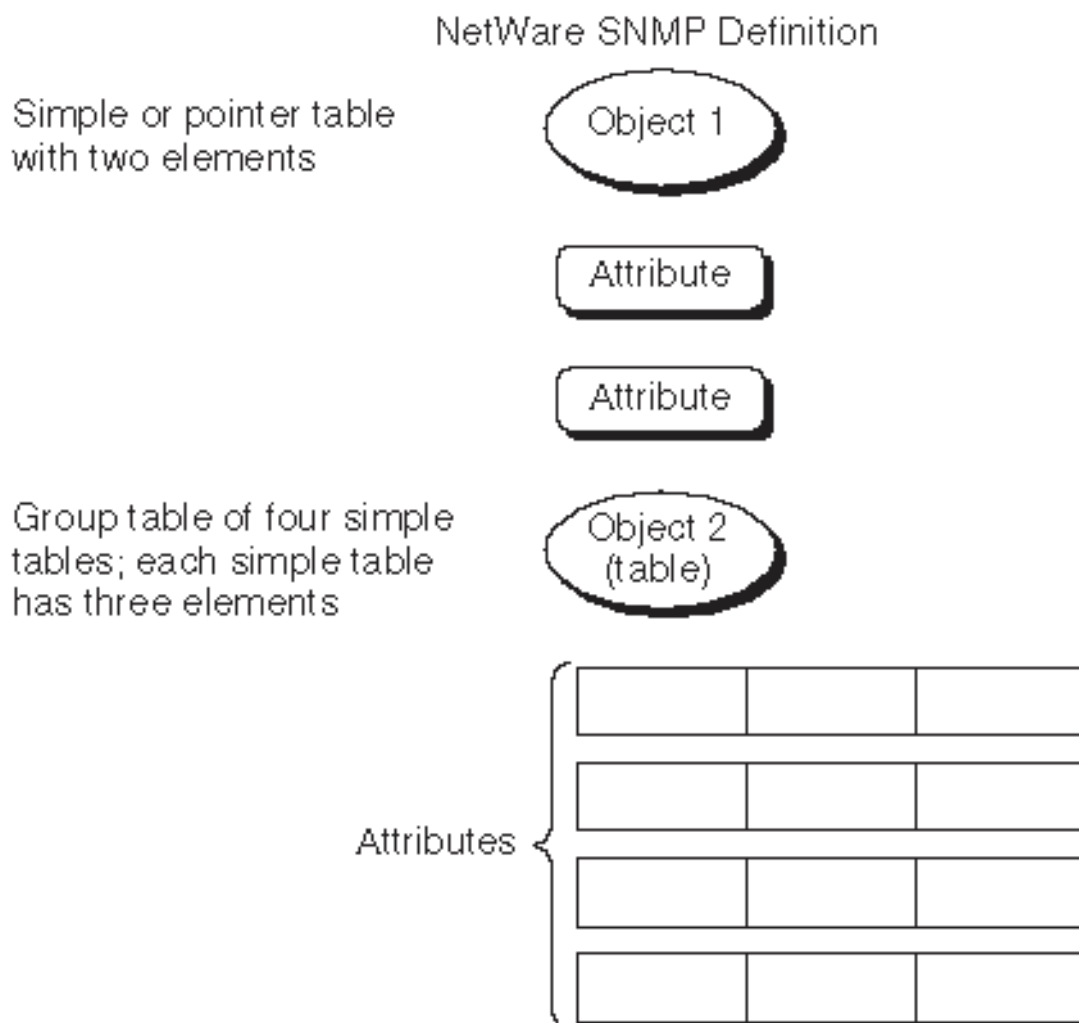 NetWare SNMP Definition
Simple or pointer table
with two elements
Object 1
Attribute
Attribute
Group table of four simple
tables; each simple table
has three elements
Object 2
(table)
Attributes